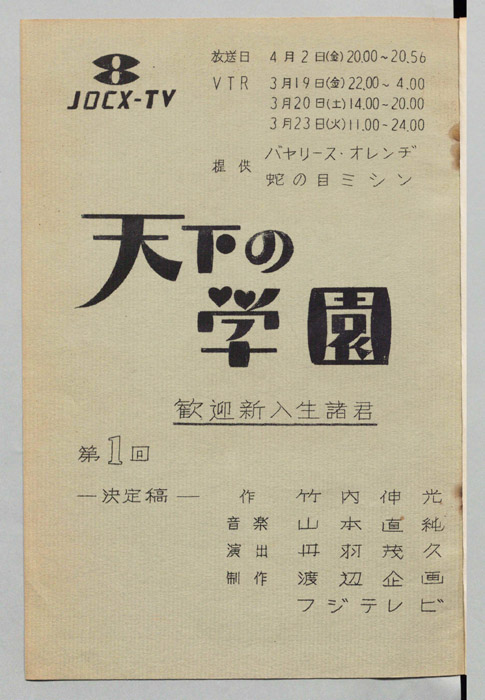 8
JOCX-TV
放送日 4月2日(金)20.00~20.56
VTR 3月19日(金)22.00~4.00
3月20日(土)14.00~20.00
3月23日(火)11.00~24.00
提供 バヤリース・オレンヂ
蛇の目ミシン
天下の
学園
歓迎新入生諸君
第1回
—決定稿—
作 竹内伸光
音楽 山本直純
演出 丹羽茂久
制作 渡辺企画
フジテレビ